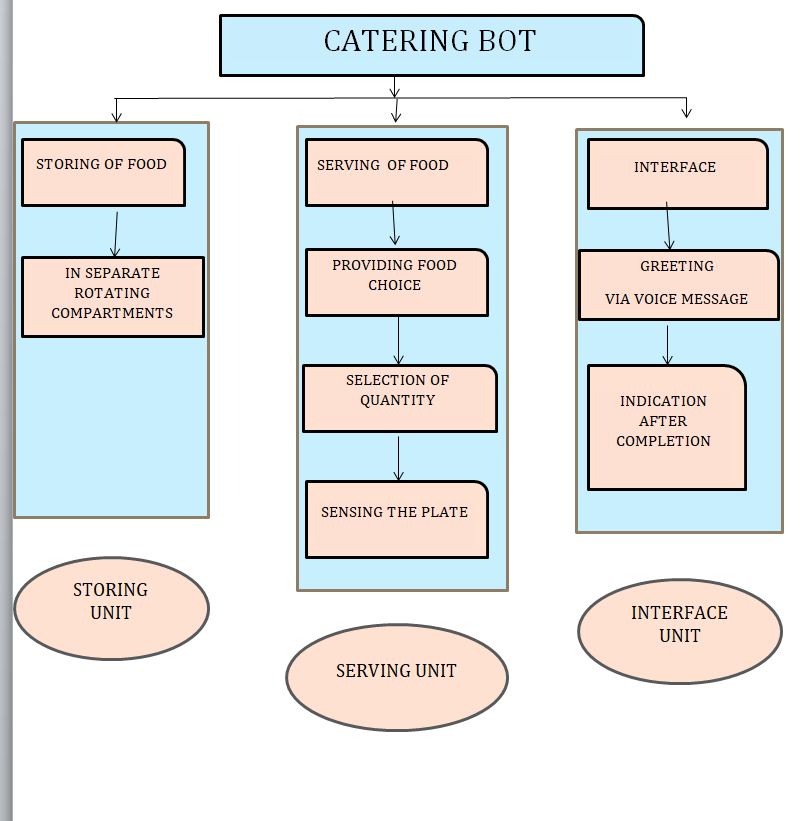 CATERING BOT
STORING OF FOOD
IN SEPARATE
ROTATING
COMPARTMENTS
STORING
UNIT
SERVING OF FOOD
PROVIDING FOOD
CHOICE
SELECTION OF
QUANTITY
SENSING THE PLATE
SERVING UNIT
INTERFACE
GREETING
VIA VOICE MESSAGE
INDICATION
AFTER
COMPLETION
INTERFACE
UNIT